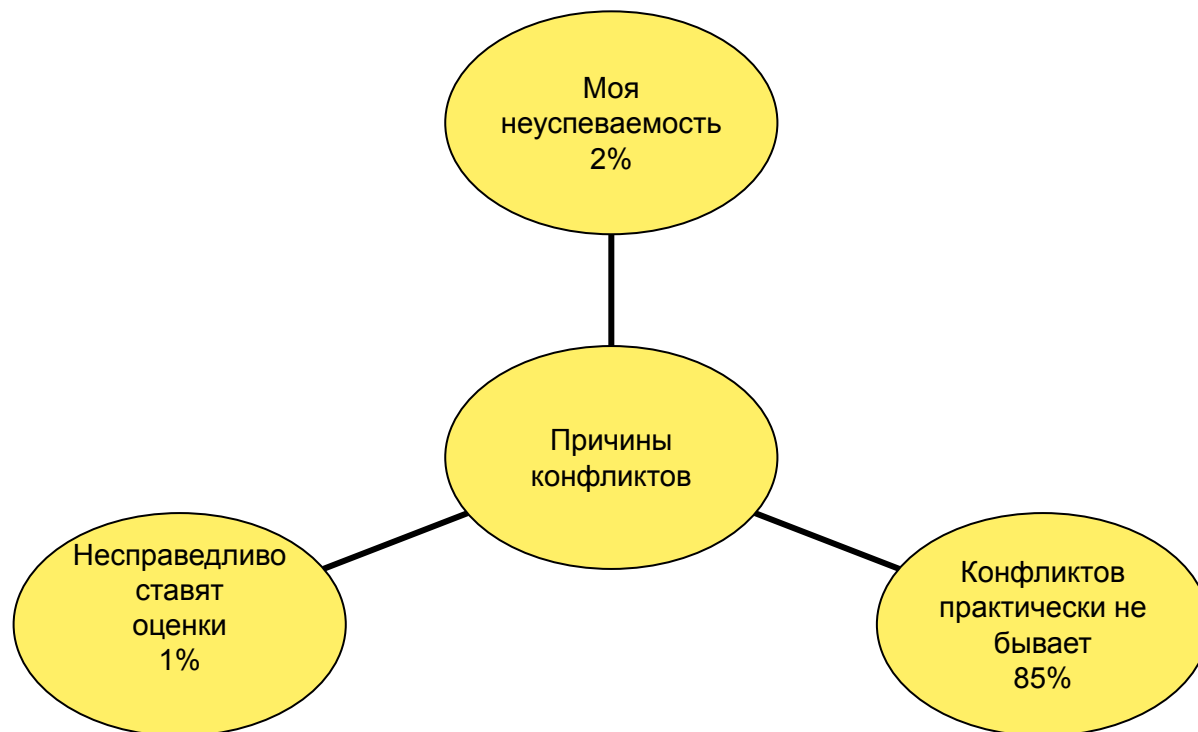 Моя
неуспеваемость
2%
Причины
конфликтов
Несправедливо
ставят
оценки
1%
Конфликтов
практически не
бывает
85%